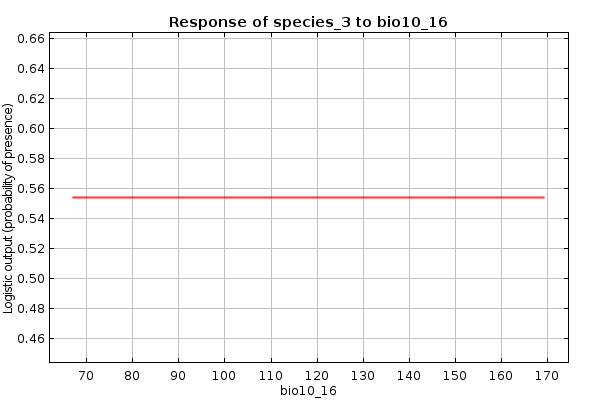 Response of species_3 to bio10_16
Logistic output (probability of presence)
0.66
0.64
0.62
0.60
0.58
0.56
0.54
0.52
0.50
0.48
0.46
70 80 90 100 110 120 130 140 150 160 170
bio10_16